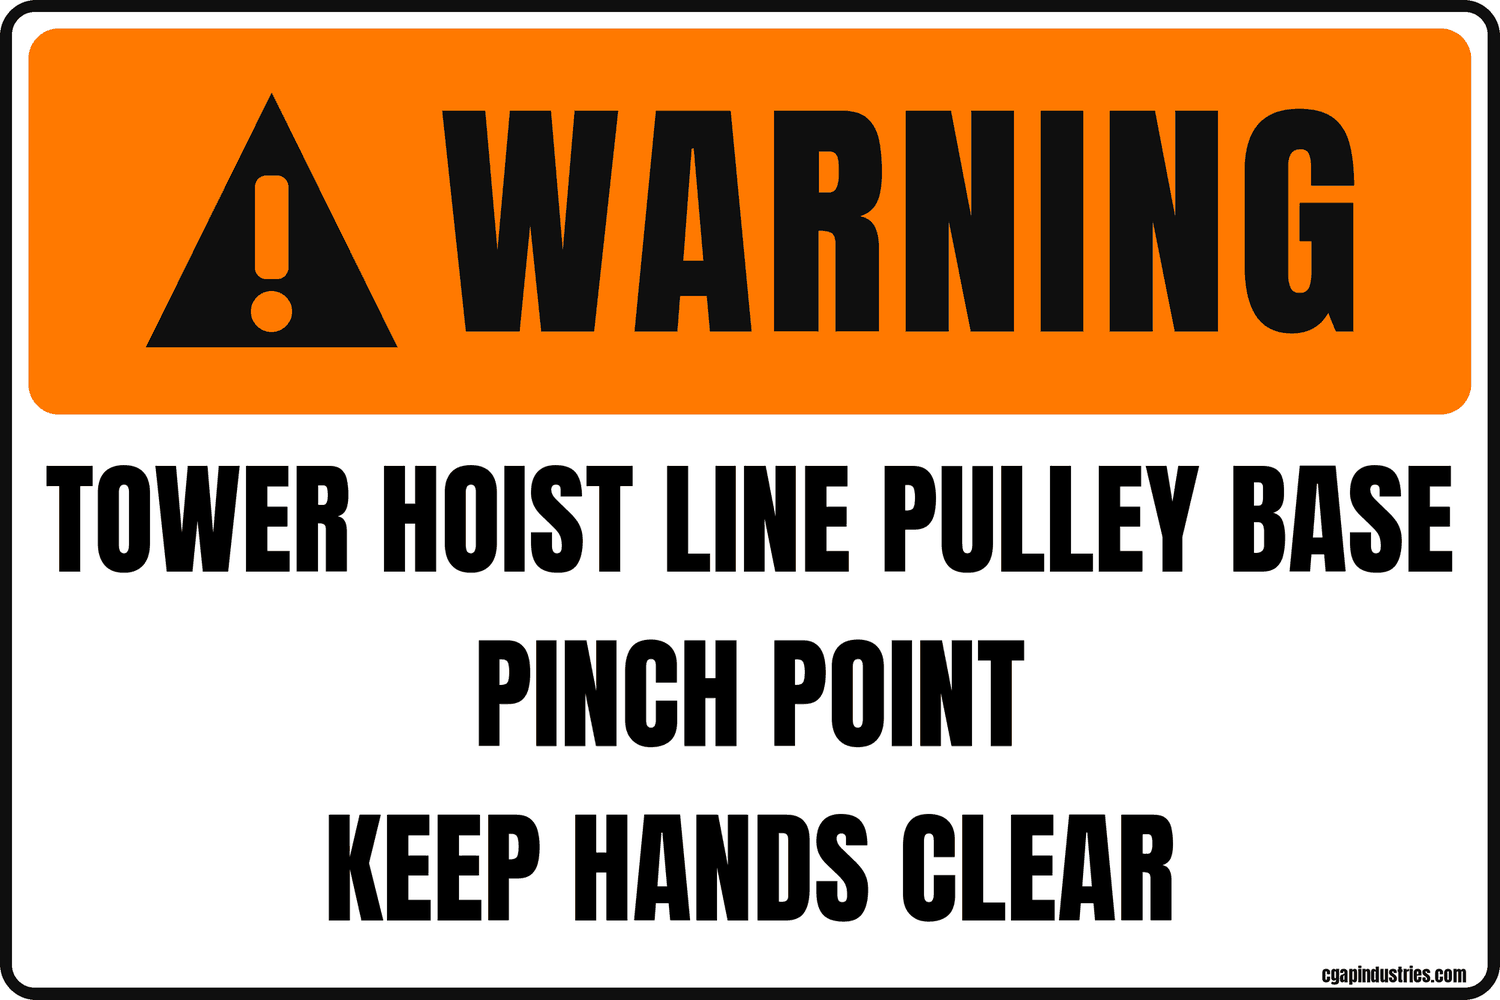 WARNING
TOWER HOIST LINE PULLEY BASE
PINCH POINT
KEEP HANDS CLEAR
cgapindustries.com